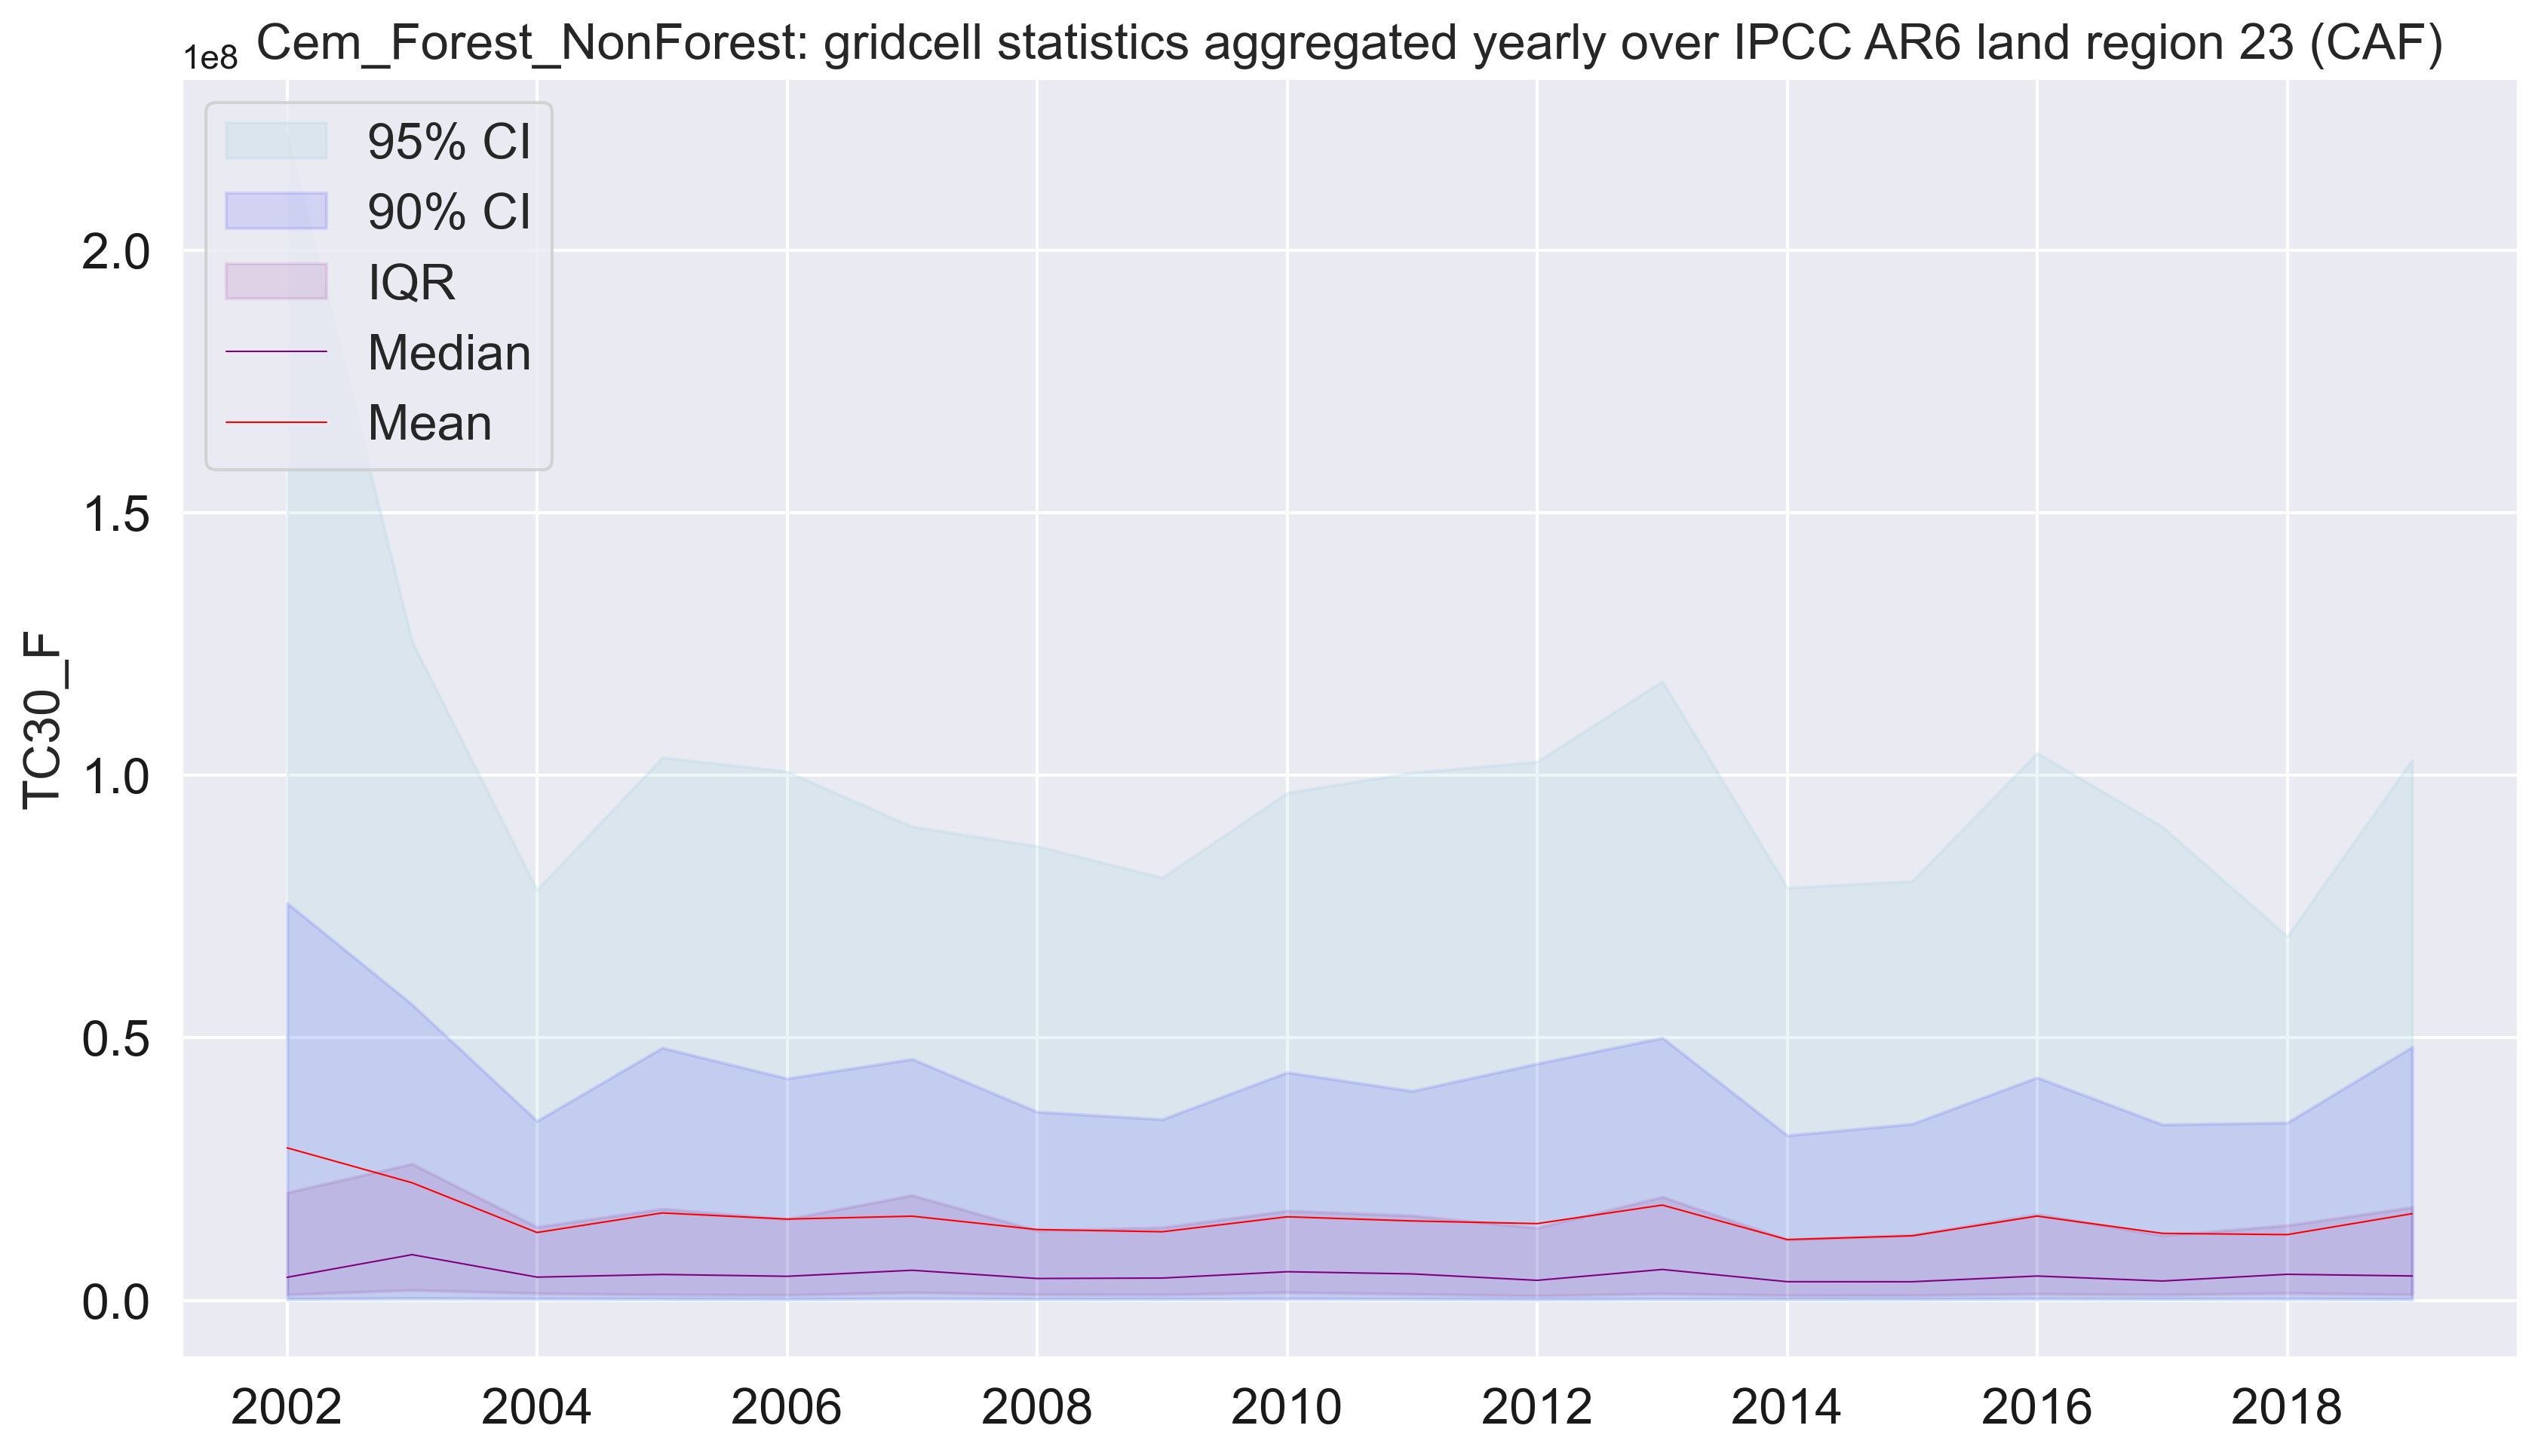 Cem_Forest_NonForest: gridcell statistics aggregated yearly over IPCC AR6 land region 23 (CAF)
1e8
95% CI
90% CI
IQR
Median
Mean
2.0
1.5
1.0
0.5
0.0
TC30_F
2002 2004 2006 2008 2010 2012 2014 2016 2018